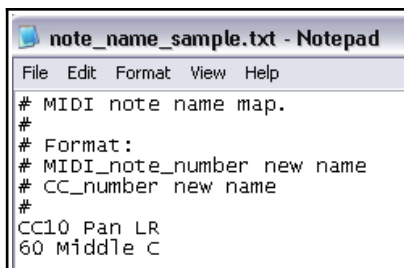 note_name_sample.txt - Notepad
File Edit Format View Help
# MIDI note name map.
#
# Format:
# MIDI_note_number new name
# CC_number new name
#
CC10 Pan LR
60 Middle C